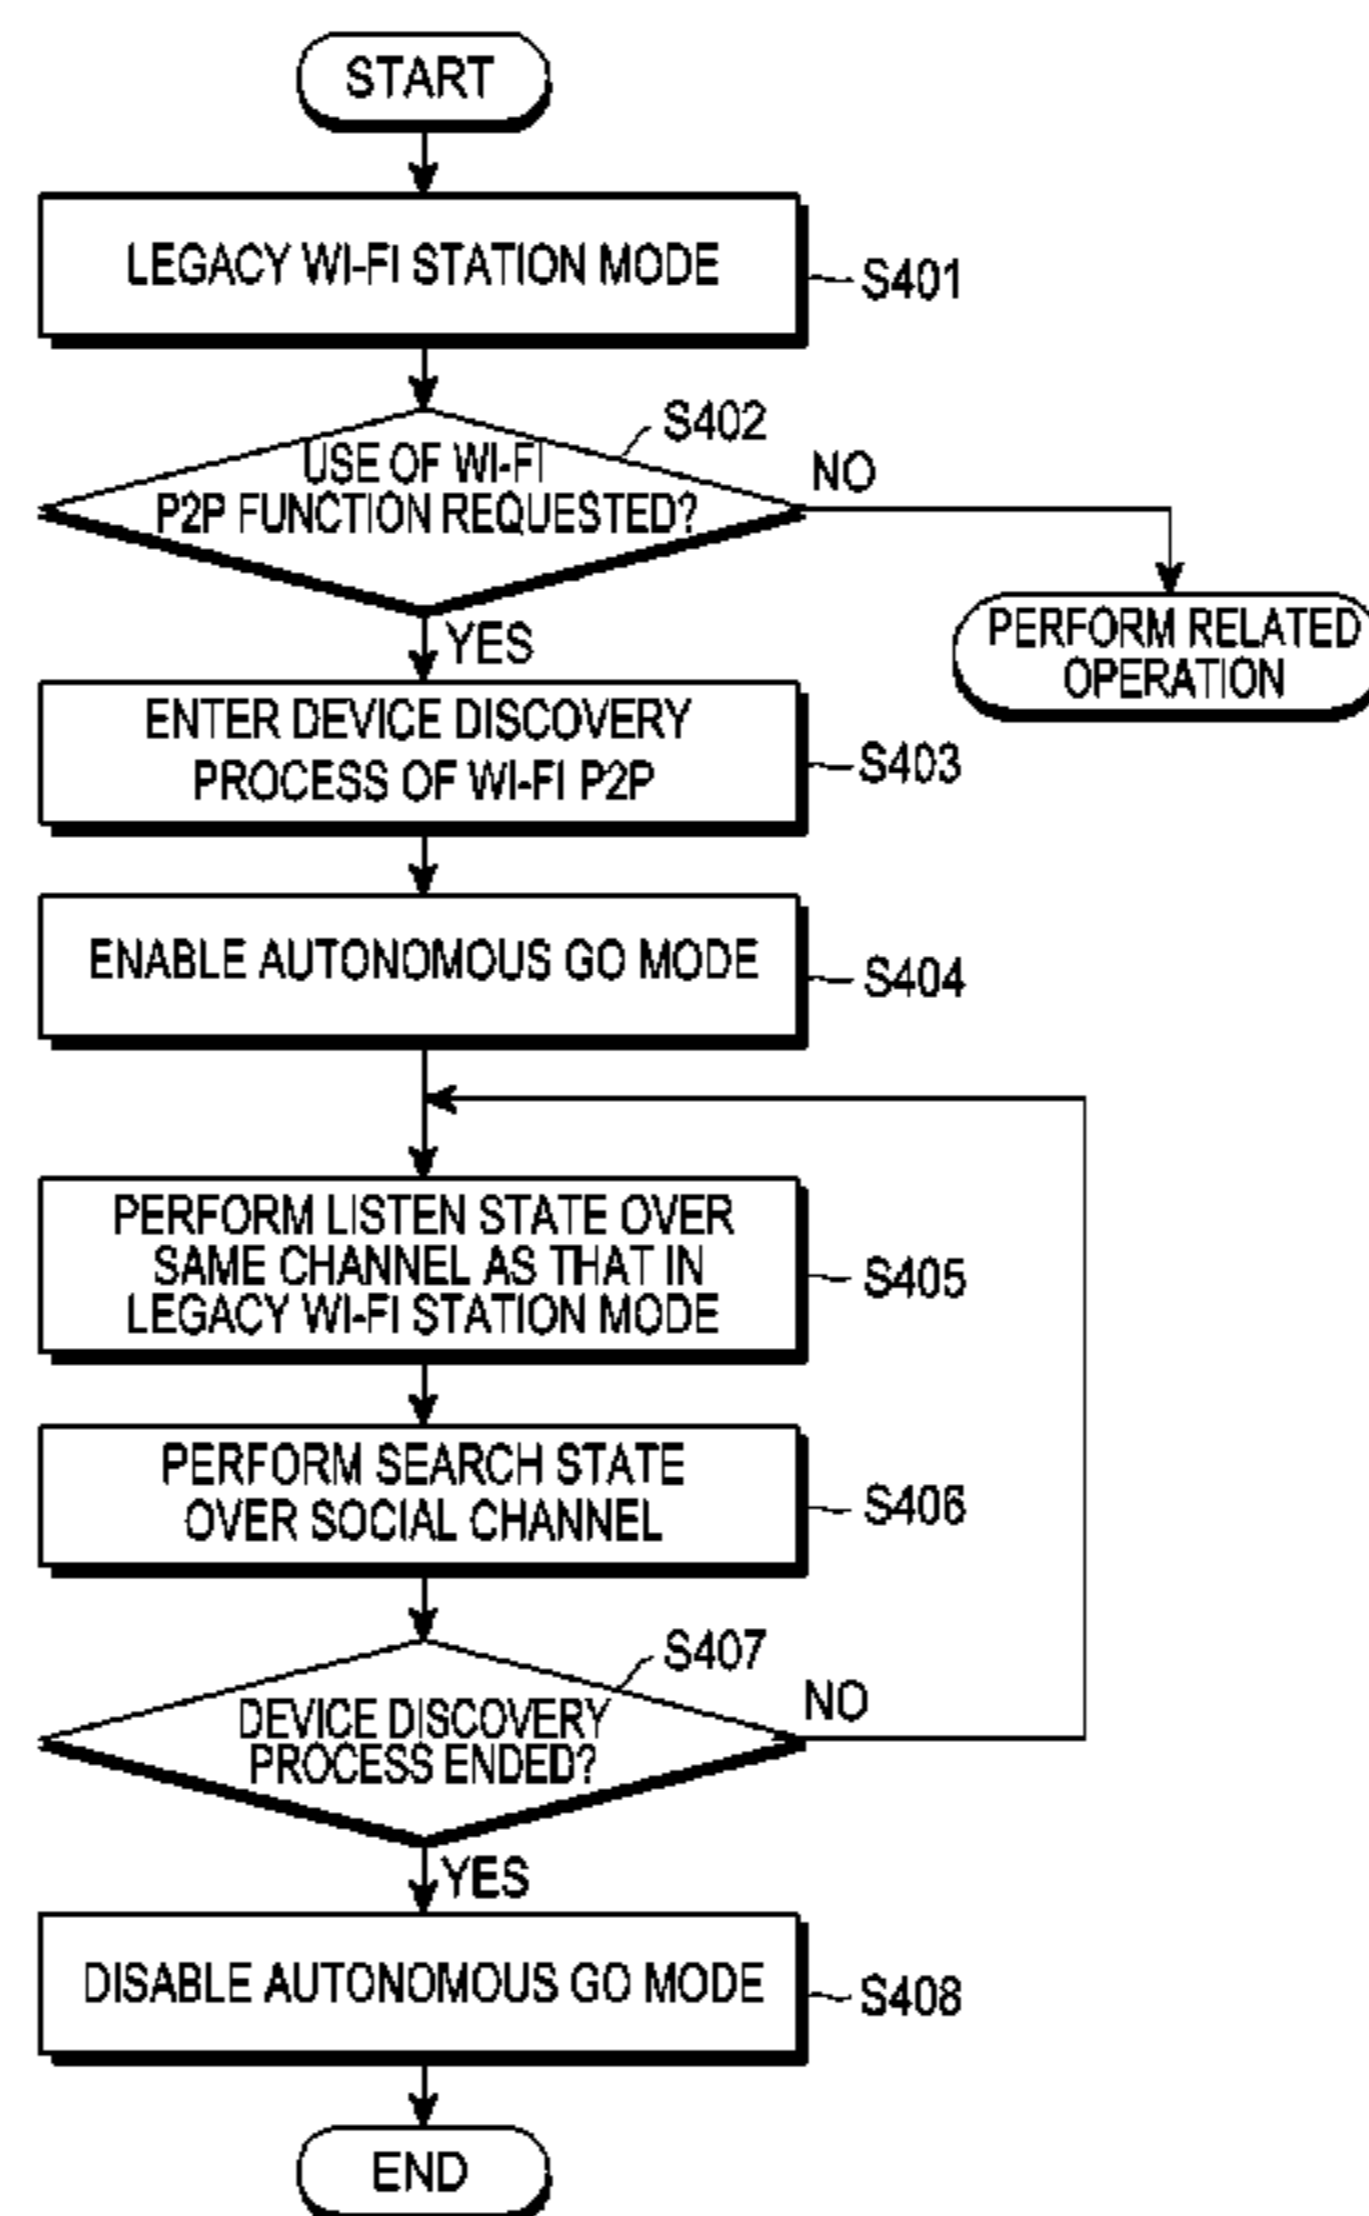 START
LEGACY WI-FI STATION MODE
S401
S402
USE OF WI-FI
P2P FUNCTION REQUESTED?
NO
YES
PERFORM RELATED
OPERATION
ENTER DEVICE DISCOVERY
PROCESS OF WI-FI P2P
S403
ENABLE AUTONOMOUS GO MODE
S404
PERFORM LISTEN STATE OVER
SAME CHANNEL AS THAT IN
LEGACY WI-FI STATION MODE
S405
PERFORM SEARCH STATE
OVER SOCIAL CHANNEL
S406
S407
DEVICE DISCOVERY
PROCESS ENDED?
NO
YES
DISABLE AUTONOMOUS GO MODE
S408
END